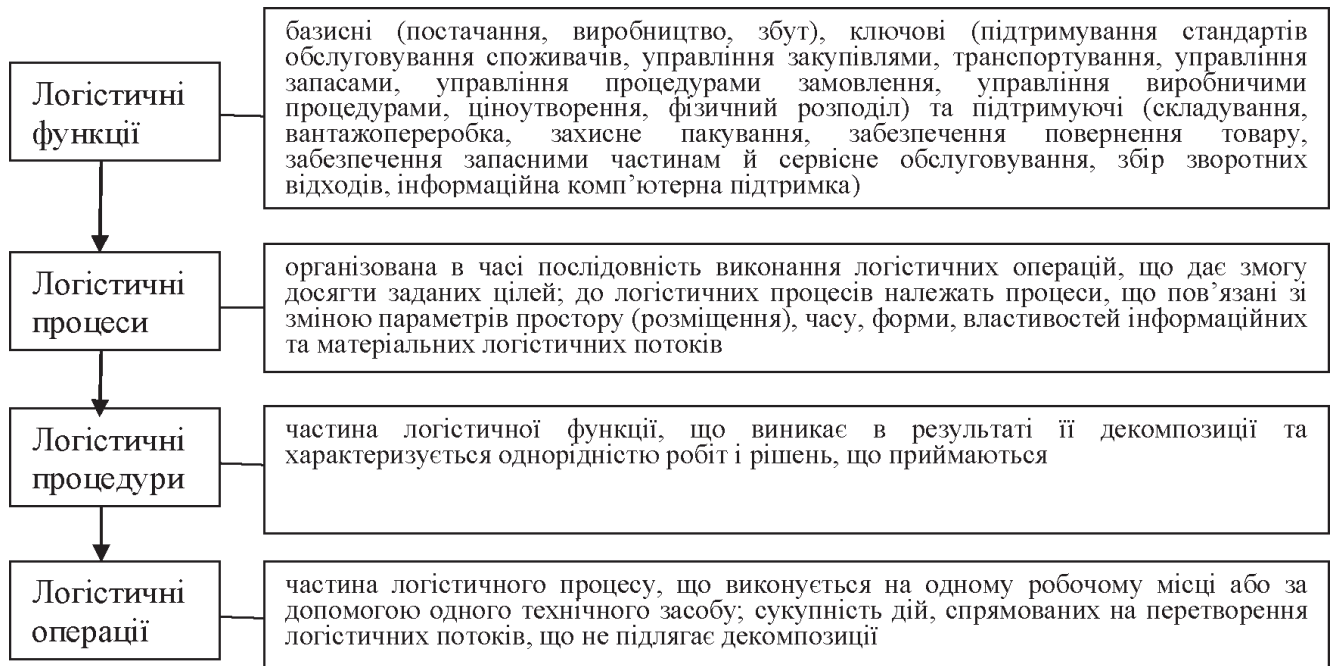 Логістичні
функції
базисні (постачання, виробництво, збут), ключові (підтримування стандартів
обслуговування споживачів, управління закупівлями, транспортування, управління
запасами, управління процедурами замовлення, управління виробничими
процедурами, ціноутворення, фізичний розподіл) та підтримуючі (складування,
вантажопереробка, захисне пакування, забезпечення повернення товару,
забезпечення запасними частинам й сервісне обслуговування, збір зворотних
відходів, інформаційна комп’ютерна підтримка)
Логістичні
процеси
організована в часі послідовність виконання логістичних операцій, що дає змогу
досягти заданих цілей; до логістичних процесів належать процеси, що пов’язані зі
зміною параметрів простору (розміщення), часу, форми, властивостей інформаційних
та матеріальних логістичних потоків
Логістичні
процедури
частина логістичної функції, що виникає в результаті її декомпозиції та
характеризується однорідністю робіт і рішень, що приймаються
Логістичні
операції
частина логістичного процесу, що виконується на одному робочому місці або за
допомогою одного технічного засобу; сукупність дій, спрямованих на перетворення
логістичних потоків, що не підлягає декомпозиції